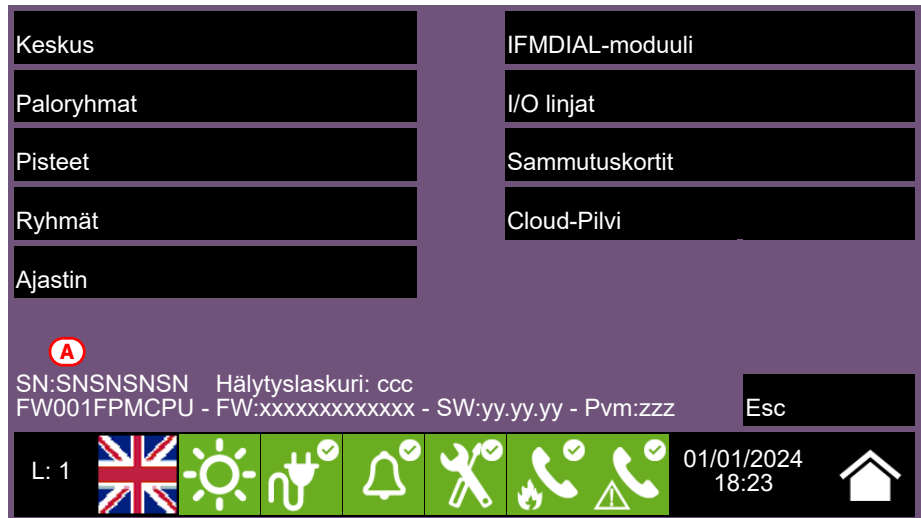 Keskus
IFMDIAL-moduuli
Paloryhmat
I/O linjat
Pisteet
Sammutuskortit
Ryhmät
Cloud-Pilvi
Ajastin
A
SN:SNSNSNSN Hälytyslaskuri: ccc
FW001FPMCPU - FW:xxxxxxxxxxxxx - SW:yy.yy.yy - Pvm:zzz
Esc
L: 1
01/01/2024
18:23